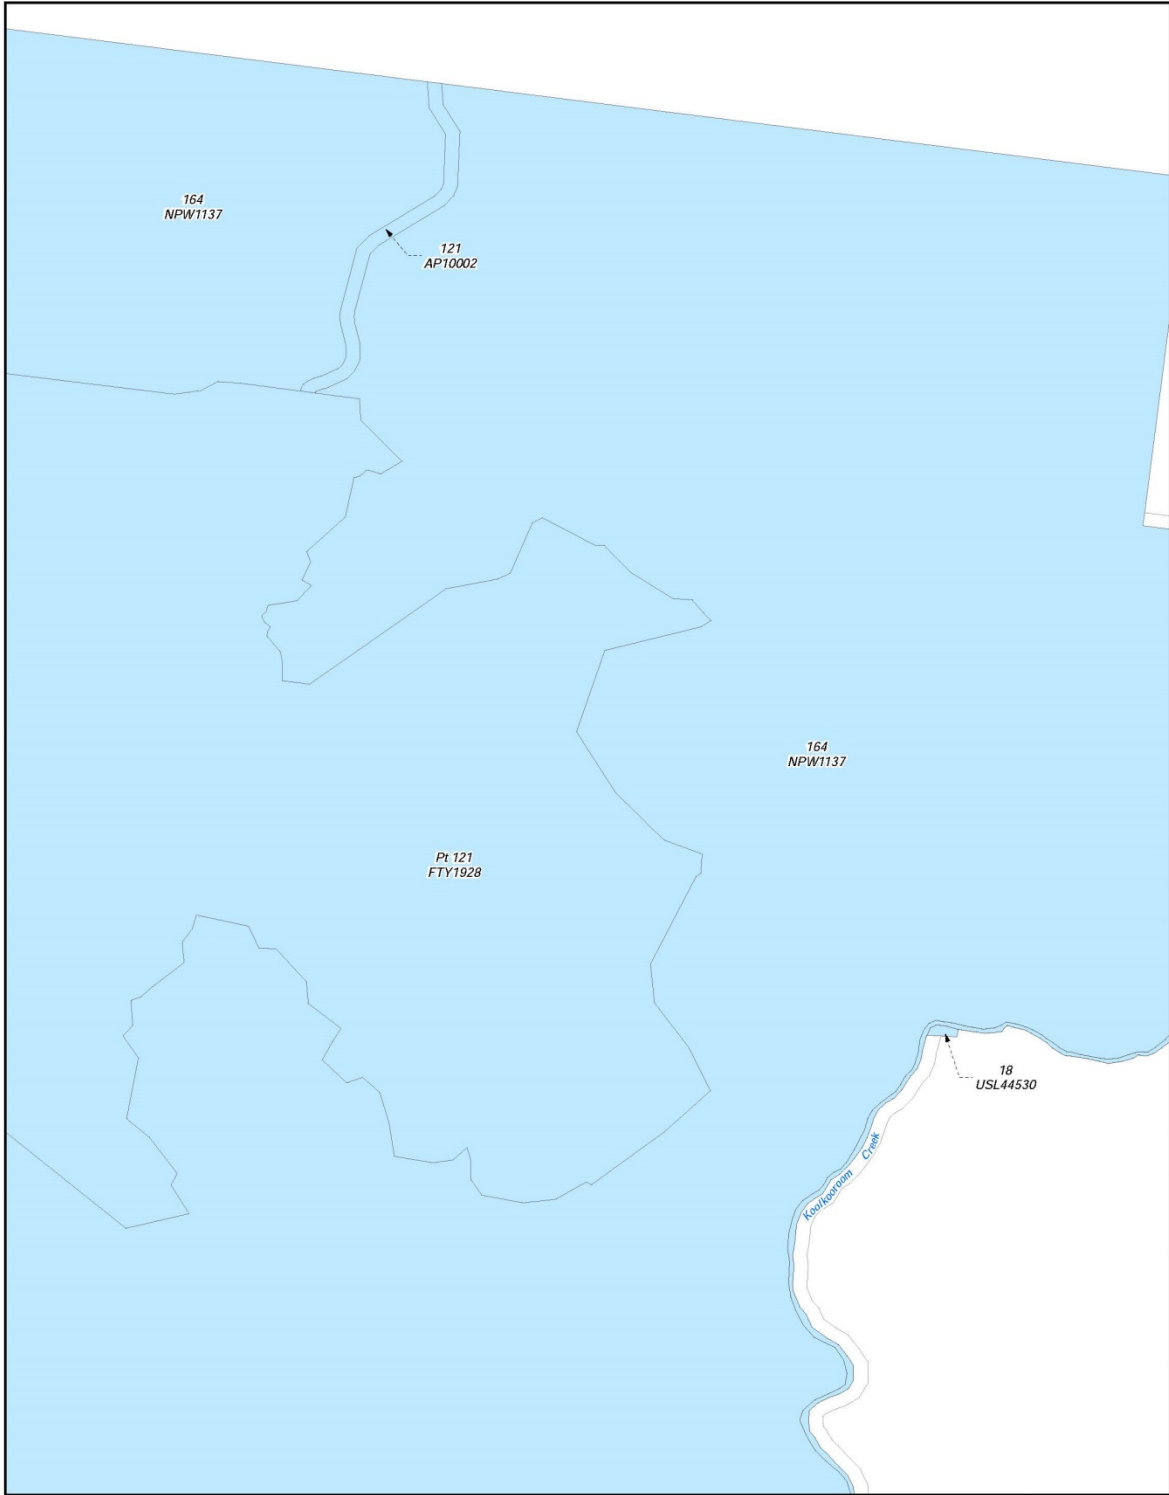 164
NPW1137
121
AP10002
164
NPW1137
Pt 121
FTY1928
18
USL44530
Koolkooroom Creek